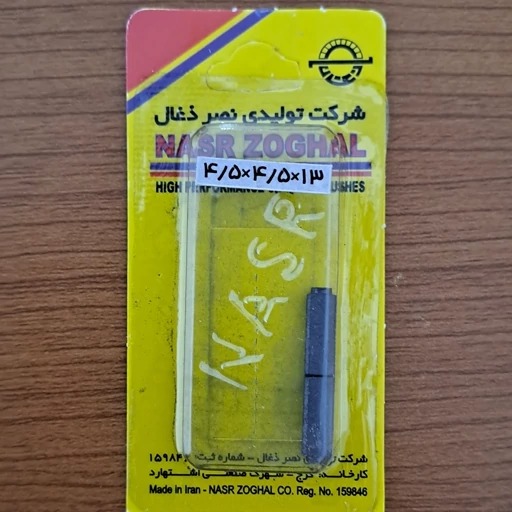 شرکت تولیدی نصر ذغال
NASR ZOGHAL
۴/۵×۴/۵×۱۳
HIGH PERFORMANCE BRUSHES
NASR
شرکت تولیدی نصر ذغال - شماره ثبت ۱۵۹۸۴۶
کارخانه: کرج - شهرک صنعتی اشتهارد
Made in Iran - NASR ZOGHAL CO. Reg. No. 159846